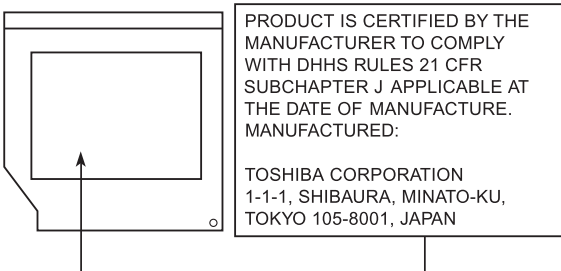 PRODUCT IS CERTIFIED BY THE
MANUFACTURER TO COMPLY
WITH DHHS RULES 21 CFR
SUBCHAPTER J APPLICABLE AT
THE DATE OF MANUFACTURE.
MANUFACTURED:
TOSHIBA CORPORATION
1-1-1, SHIBAURA, MINATO-KU,
TOKYO 105-8001, JAPAN